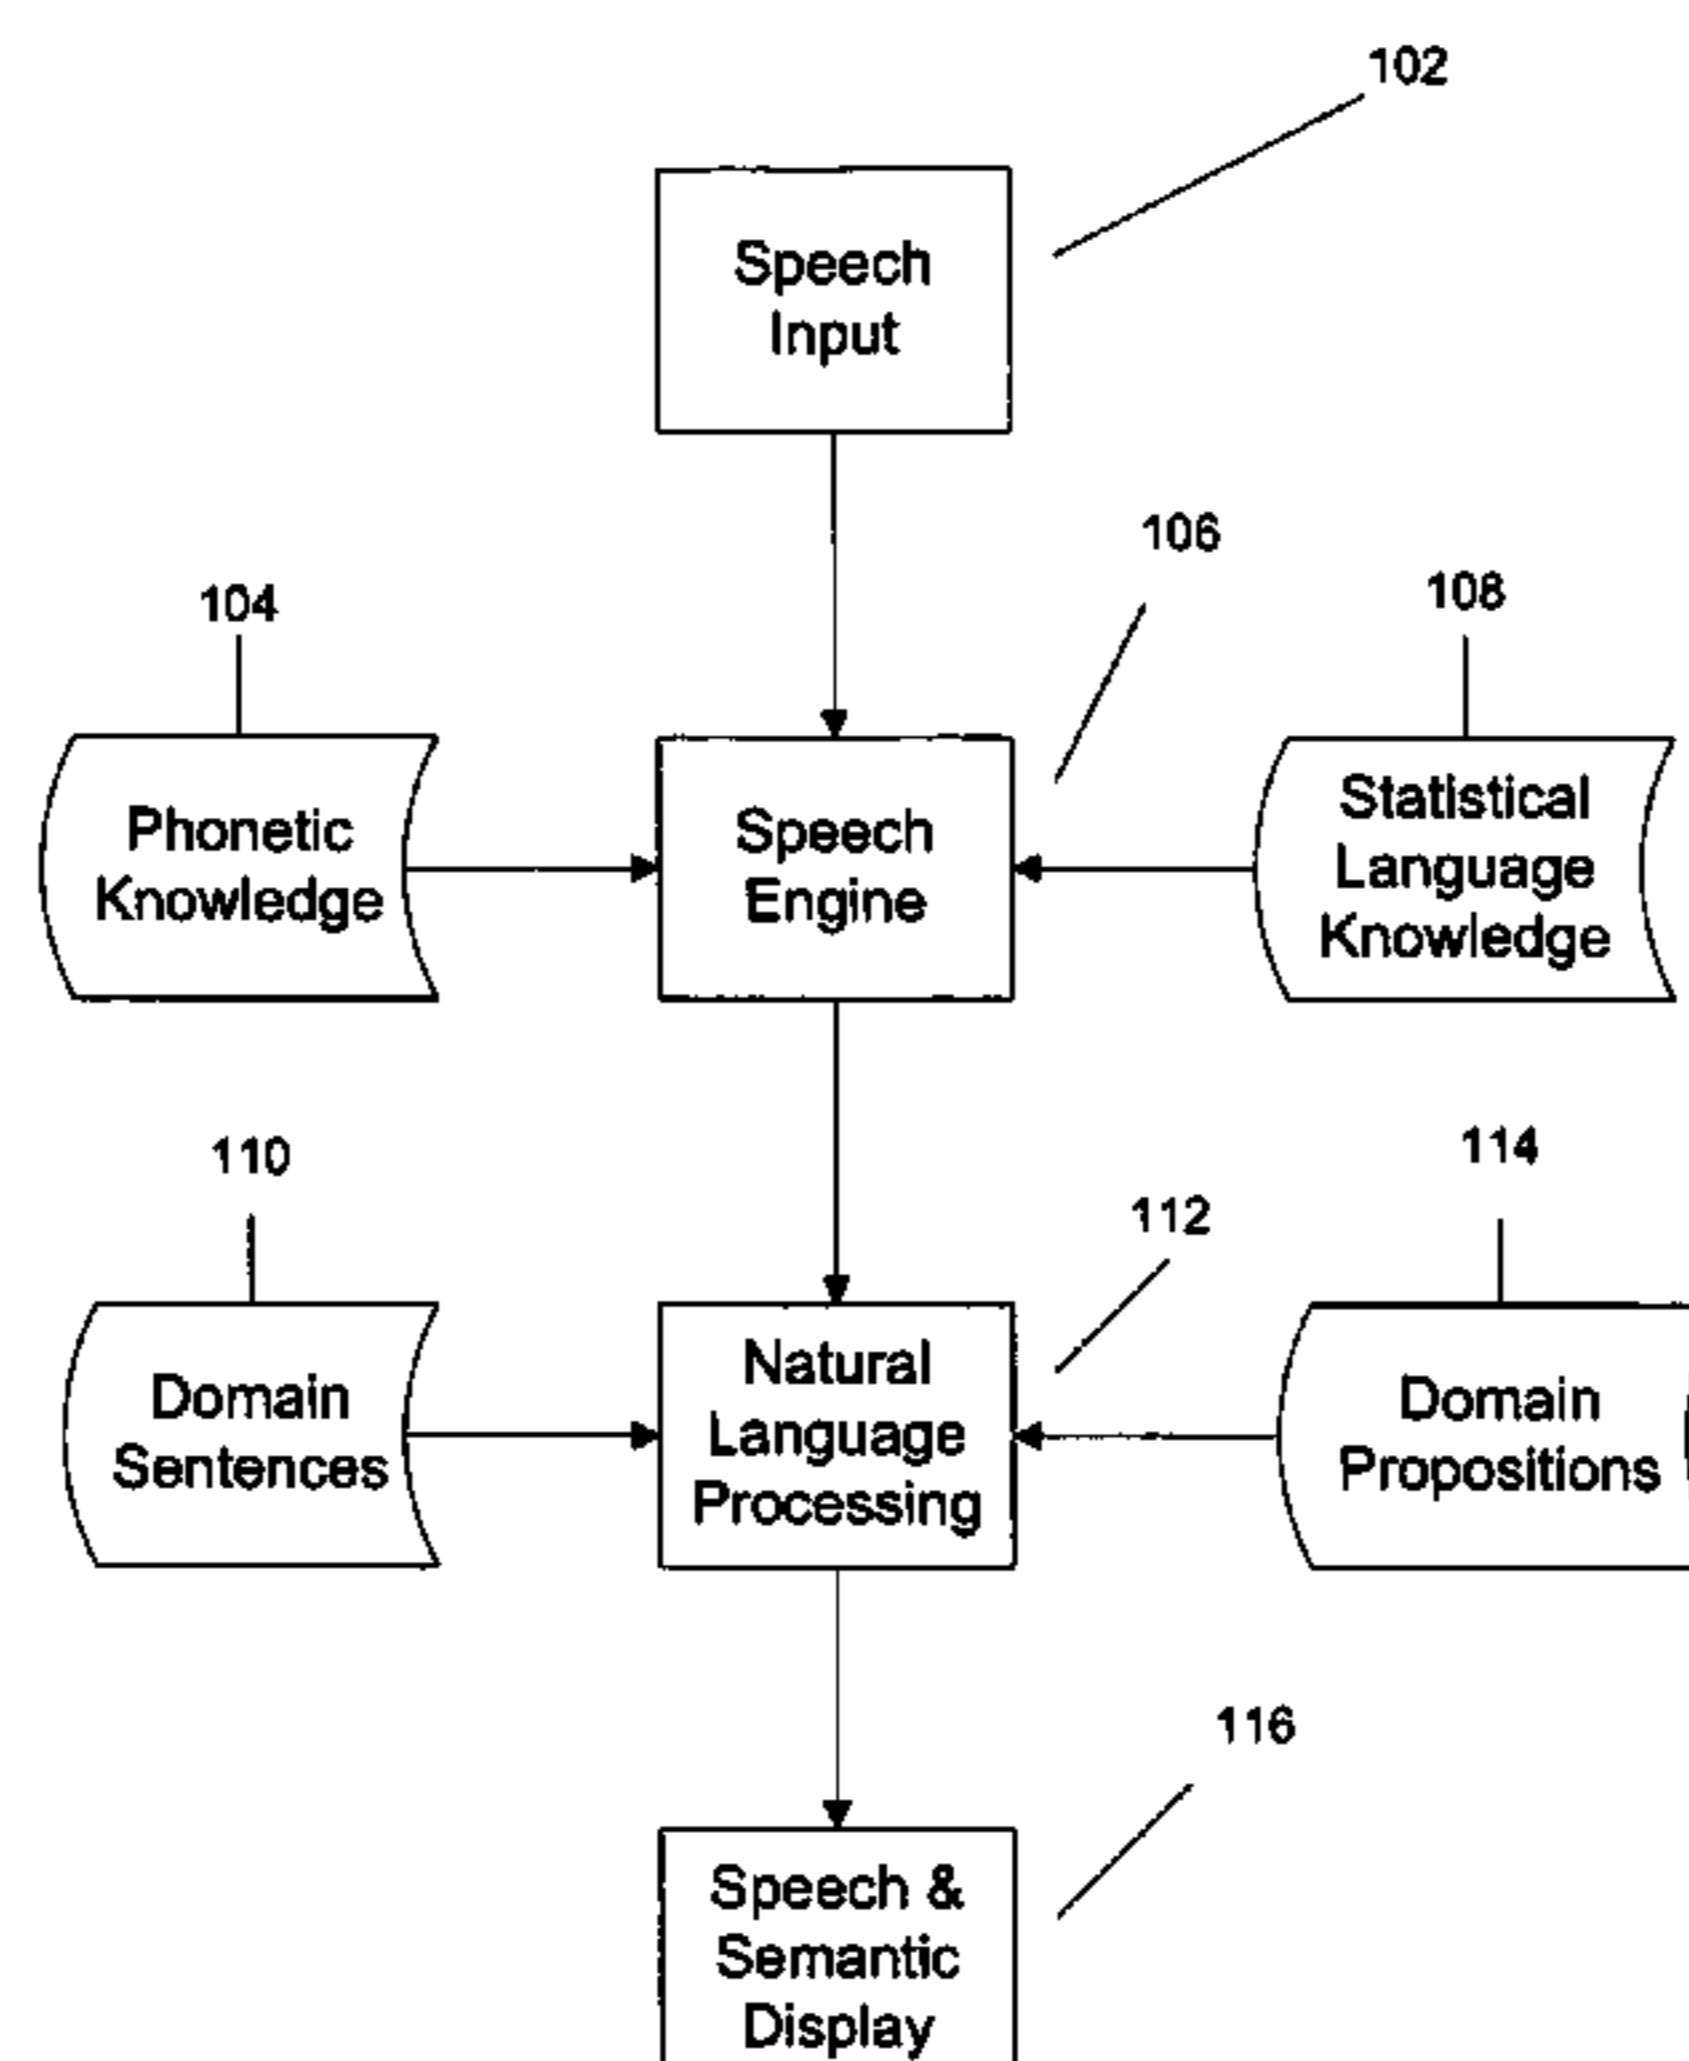 102
Speech
Input
106
104
108
Phonetic
Knowledge
Speech
Engine
Statistical
Language
Knowledge
110
112
114
Domain
Sentences
Natural
Language
Processing
Domain
Propositions
116
Speech &
Semantic
Display